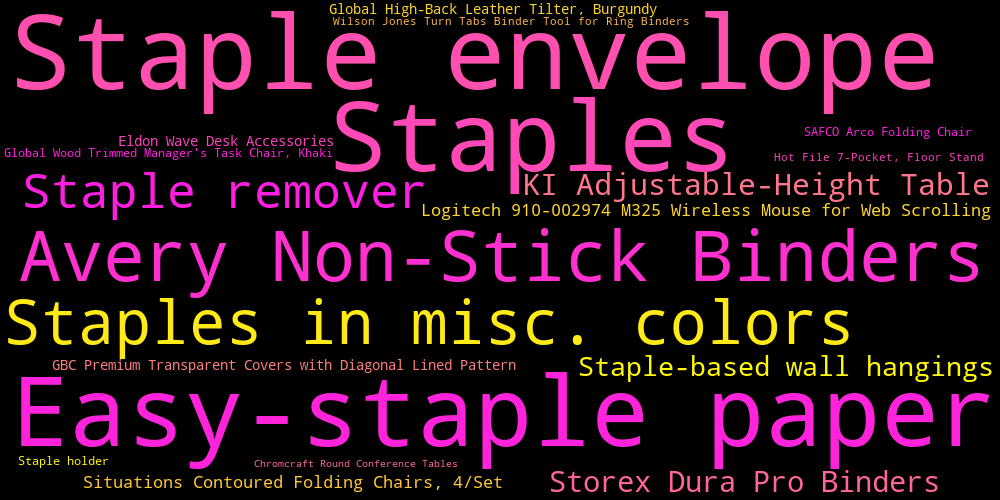 Global High-Back Leather Tilter, Burgundy
Wilson Jones Turn Tabs Binder Tool for Ring Binders
Staple envelope
Staples
SAFCO Arco Folding Chair
Eldon Wave Desk Accessories
Global Wood Trimmed Manager's Task Chair, Khaki
Hot File 7-Pocket, Floor Stand
Staple remover
KI Adjustable-Height Table
Logitech 910-002974 M325 Wireless Mouse for Web Scrolling
Avery Non-Stick Binders
Staples in misc. colors
GBC Premium Transparent Covers with Diagonal Lined Pattern
Staple-based wall hangings
Easy-staple paper
Staple holder
Chromcraft Round Conference Tables
Situations Contoured Folding Chairs, 4/Set
Storex Dura Pro Binders